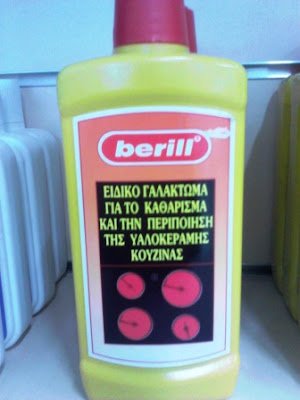 berill®
ΕΙΔΙΚΟ ΓΑΛΑΚΤΩΜΑ
ΓΙΑ ΤΟ ΚΑΘΑΡΙΣΜΑ
ΚΑΙ ΤΗΝ ΠΕΡΙΠΟΙΗΣΗ
ΤΗΣ ΥΑΛΟΚΕΡΑΜΗΣ
ΚΟΥΖΙΝΑΣ